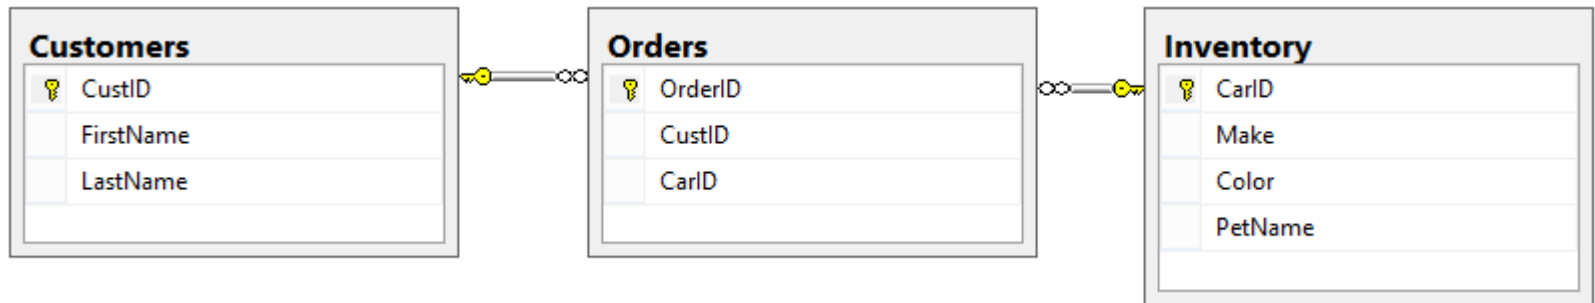 Customers
CustID
FirstName
LastName
Orders
OrderID
CustID
CarID
Inventory
CarID
Make
Color
PetName